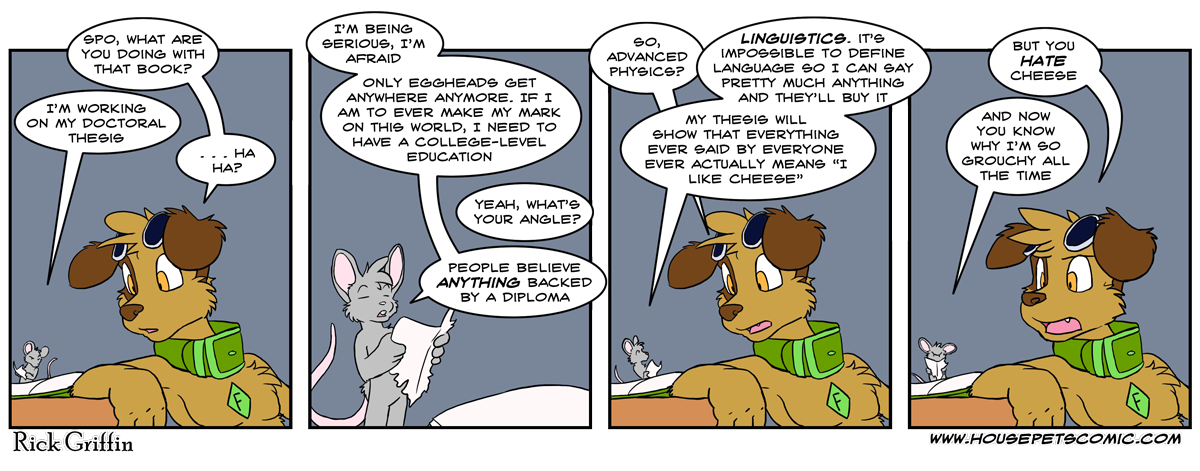 SPO, WHAT ARE
YOU DOING WITH
THAT BOOK?
I'M WORKING
ON MY DOCTORAL
THESIS
. . . HA
HA?
I'M BEING
SERIOUS, I'M
AFRAID
ONLY EGGHEADS GET
ANYWHERE ANYMORE. IF I
AM TO EVER MAKE MY MARK
ON THIS WORLD, I NEED TO
HAVE A COLLEGE-LEVEL
EDUCATION
YEAH, WHAT'S
YOUR ANGLE?
PEOPLE BELIEVE
ANYTHING BACKED
BY A DIPLOMA
SO,
ADVANCED
PHYSICS?
LINGUISTICS. IT'S
IMPOSSIBLE TO DEFINE
LANGUAGE SO I CAN SAY
PRETTY MUCH ANYTHING
AND THEY'LL BUY IT
MY THESIS WILL
SHOW THAT EVERYTHING
EVER SAID BY EVERYONE
EVER ACTUALLY MEANS "I
LIKE CHEESE"
BUT YOU
HATE
CHEESE
AND NOW
YOU KNOW
WHY I'M SO
GROUCHY ALL
THE TIME
F
F
F
Rick Griffin
WWW.HOUSEPETSCOMIC.COM